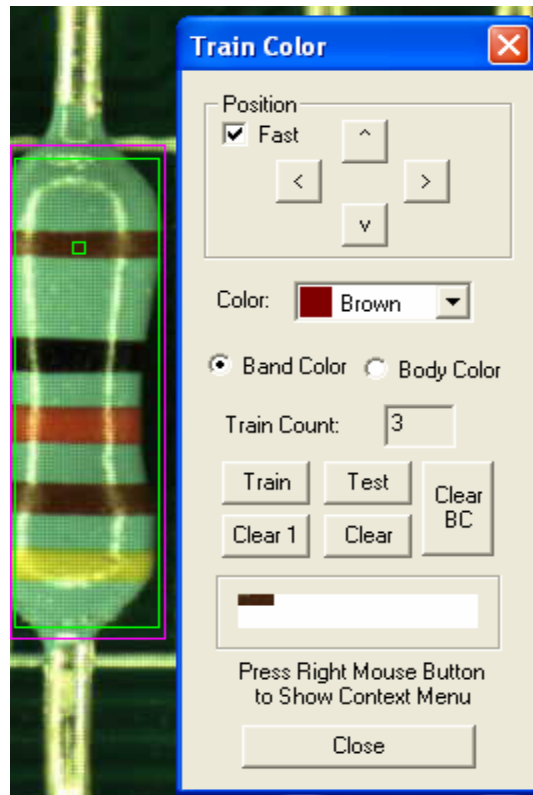 Train Color
Position
Fast
^
<
>
v
Color:
Brown
Band Color
Body Color
Train Count:
3
Train
Test
Clear
BC
Clear 1
Clear
Press Right Mouse Button
to Show Context Menu
Close